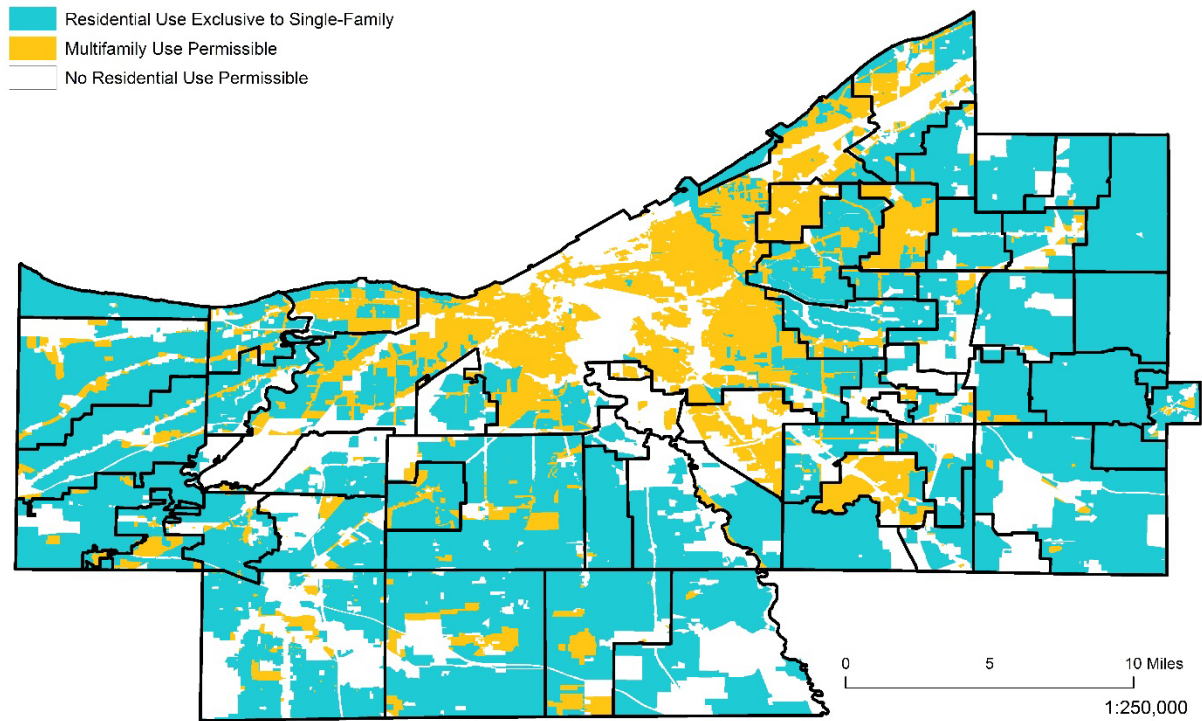 Residential Use Exclusive to Single-Family
Multifamily Use Permissible
No Residential Use Permissible
0 5 10 Miles
1:250,000